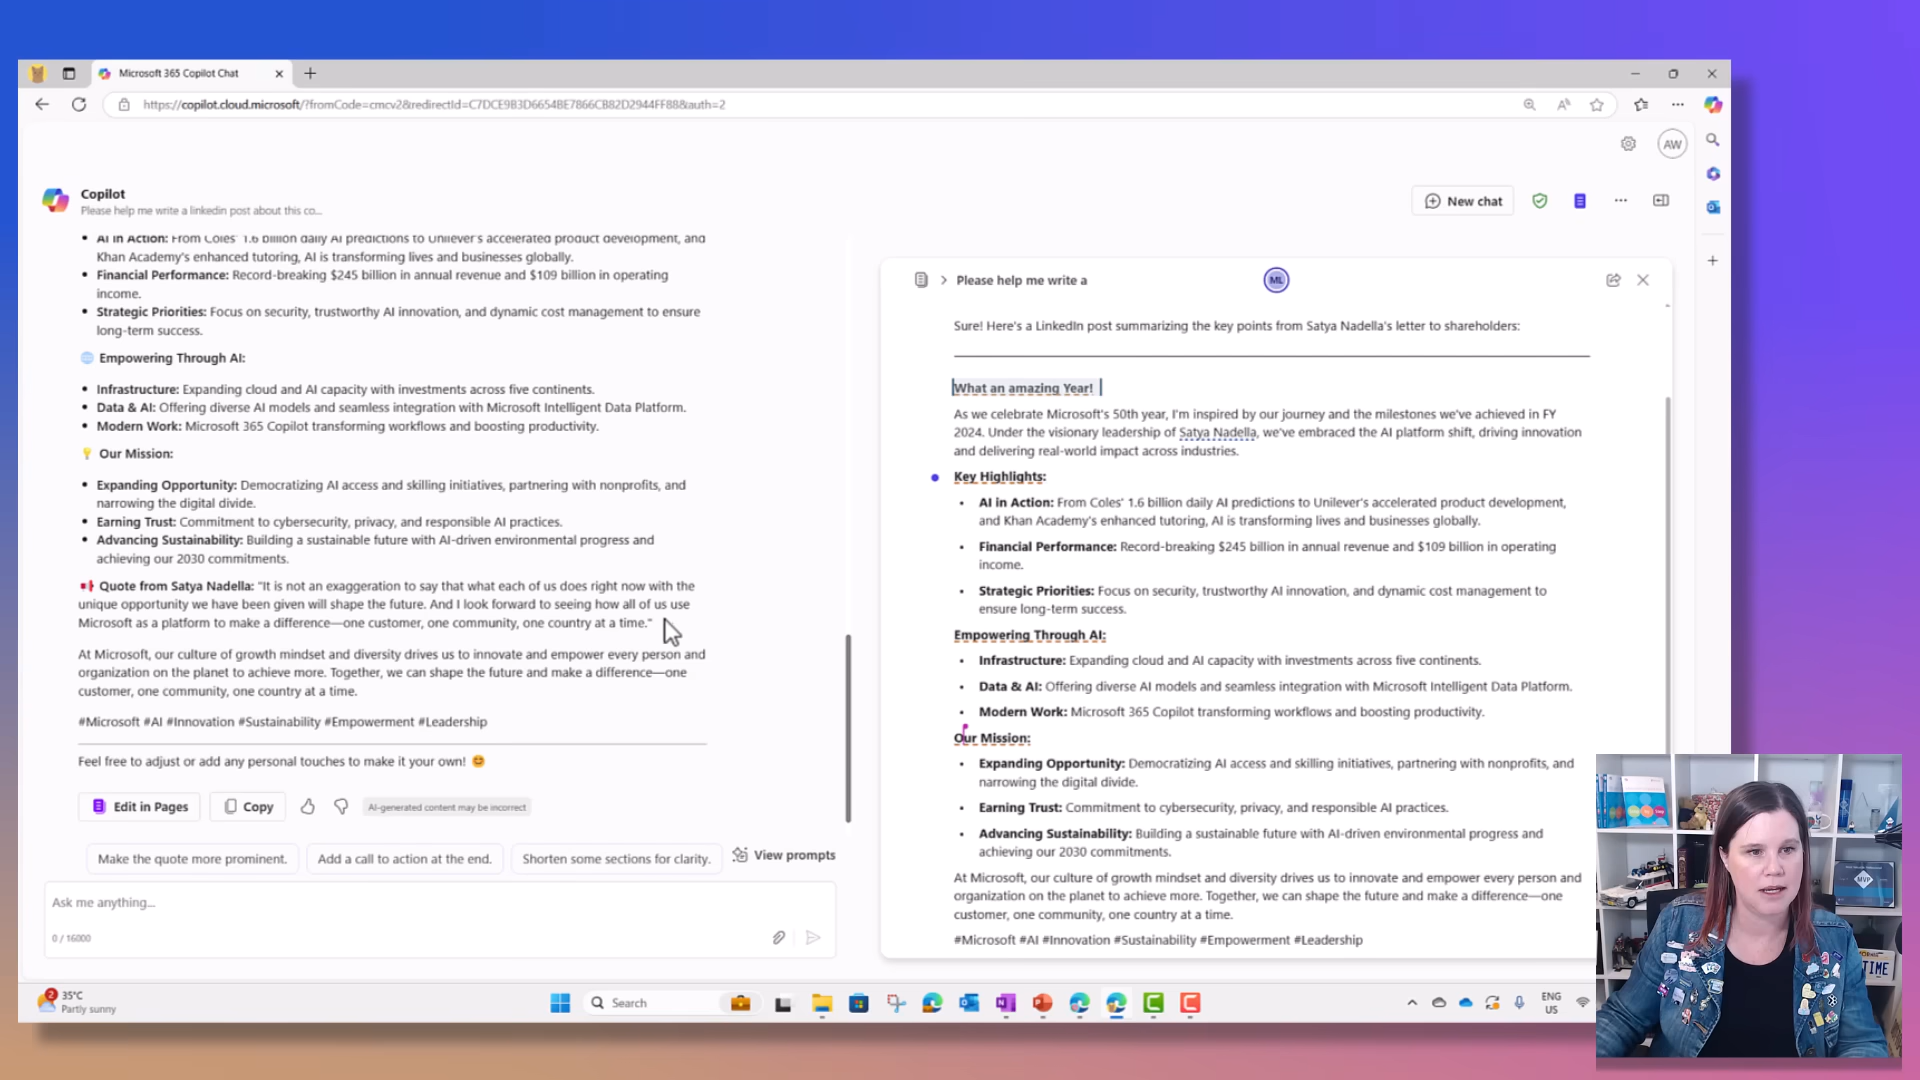 Microsoft 365 Copilot Chat
https://copilot.cloud.microsoft/?fromCode=cmcv2&redirectId=C7DCE9B3D6654BE7866CB82D2944FF88&auth=2
AW
Copilot
Please help me write a linkedin post about this co...
New chat
• AI in Action: From Coles' 1.6 billion daily AI predictions to Unilever's accelerated product development, and
Khan Academy's enhanced tutoring, AI is transforming lives and businesses globally.
• Financial Performance: Record-breaking $245 billion in annual revenue and $109 billion in operating
income.
• Strategic Priorities: Focus on security, trustworthy AI innovation, and dynamic cost management to ensure
long-term success.
🌐 Empowering Through AI:
• Infrastructure: Expanding cloud and AI capacity with investments across five continents.
• Data & AI: Offering diverse AI models and seamless integration with Microsoft Intelligent Data Platform.
• Modern Work: Microsoft 365 Copilot transforming workflows and boosting productivity.
💡 Our Mission:
• Expanding Opportunity: Democratizing AI access and skilling initiatives, partnering with nonprofits, and
narrowing the digital divide.
• Earning Trust: Commitment to cybersecurity, privacy, and responsible AI practices.
• Advancing Sustainability: Building a sustainable future with AI-driven environmental progress and
achieving our 2030 commitments.
📢 Quote from Satya Nadella: "It is not an exaggeration to say that what each of us does right now with the
unique opportunity we have been given will shape the future. And I look forward to seeing how all of us use
Microsoft as a platform to make a difference—one customer, one community, one country at a time."
At Microsoft, our culture of growth mindset and diversity drives us to innovate and empower every person and
organization on the planet to achieve more. Together, we can shape the future and make a difference—one
customer, one community, one country at a time.
#Microsoft #AI #Innovation #Sustainability #Empowerment #Leadership
Feel free to adjust or add any personal touches to make it your own! 😊
Edit in Pages
Copy
AI-generated content may be incorrect
Make the quote more prominent.
Add a call to action at the end.
Shorten some sections for clarity.
View prompts
Ask me anything...
0 / 16000
Please help me write a
ML
Sure! Here's a LinkedIn post summarizing the key points from Satya Nadella's letter to shareholders:
What an amazing Year!
As we celebrate Microsoft's 50th year, I'm inspired by our journey and the milestones we've achieved in FY
2024. Under the visionary leadership of Satya Nadella, we've embraced the AI platform shift, driving innovation
and delivering real-world impact across industries.
Key Highlights:
• AI in Action: From Coles' 1.6 billion daily AI predictions to Unilever's accelerated product development,
and Khan Academy's enhanced tutoring, AI is transforming lives and businesses globally.
• Financial Performance: Record-breaking $245 billion in annual revenue and $109 billion in operating
income.
• Strategic Priorities: Focus on security, trustworthy AI innovation, and dynamic cost management to
ensure long-term success.
Empowering Through AI:
• Infrastructure: Expanding cloud and AI capacity with investments across five continents.
• Data & AI: Offering diverse AI models and seamless integration with Microsoft Intelligent Data Platform.
• Modern Work: Microsoft 365 Copilot transforming workflows and boosting productivity.
Our Mission:
• Expanding Opportunity: Democratizing AI access and skilling initiatives, partnering with nonprofits, and
narrowing the digital divide.
• Earning Trust: Commitment to cybersecurity, privacy, and responsible AI practices.
• Advancing Sustainability: Building a sustainable future with AI-driven environmental progress and
achieving our 2030 commitments.
At Microsoft, our culture of growth mindset and diversity drives us to innovate and empower every person and
organization on the planet to achieve more. Together, we can shape the future and make a difference—one
customer, one community, one country at a time.
#Microsoft #AI #Innovation #Sustainability #Empowerment #Leadership
MVP
TIME
2
35°C
Partly sunny
Search
ENG
US